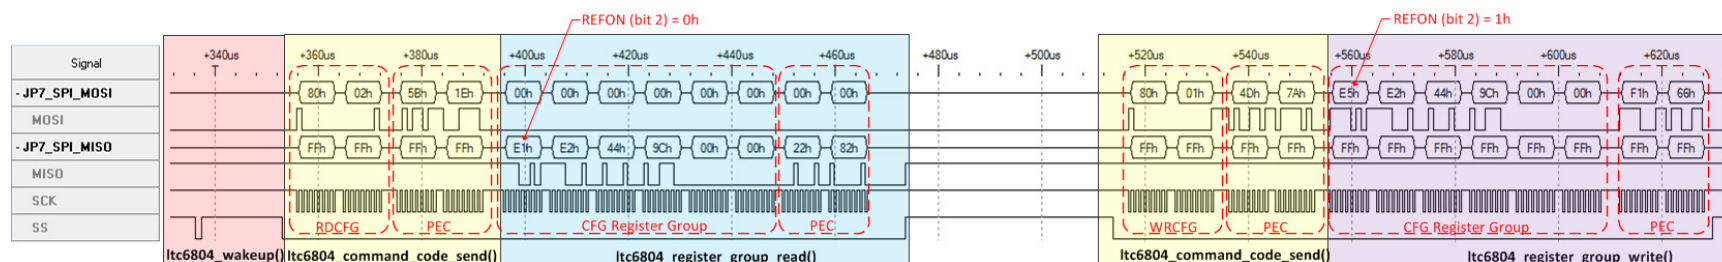 REFON (bit 2) = 0h
REFON (bit 2) = 1h
Signal +340us +360us +380us +400us +420us +440us +460us +480us +500us +520us +540us +560us +580us +600us +620us
- JP7_SPI_MOSI 80h 02h 5Bh 1Eh 00h 00h 00h 00h 00h 00h 00h 00h 80h 01h 4Dh 7Ah E5h E2h 44h 9Ch 00h 00h F1h 66h
MOSI
- JP7_SPI_MISO FFh FFh FFh FFh E1h E2h 44h 9Ch 00h 00h 22h 82h FFh FFh FFh FFh FFh FFh FFh FFh FFh FFh FFh FFh
MISO
SCK
SS RDCFG PEC CFG Register Group PEC WRCFG PEC CFG Register Group PEC
ltc6804_wakeup() ltc6804_command_code_send() ltc6804_register_group_read() ltc6804_command_code_send() ltc6804_register_group_write()